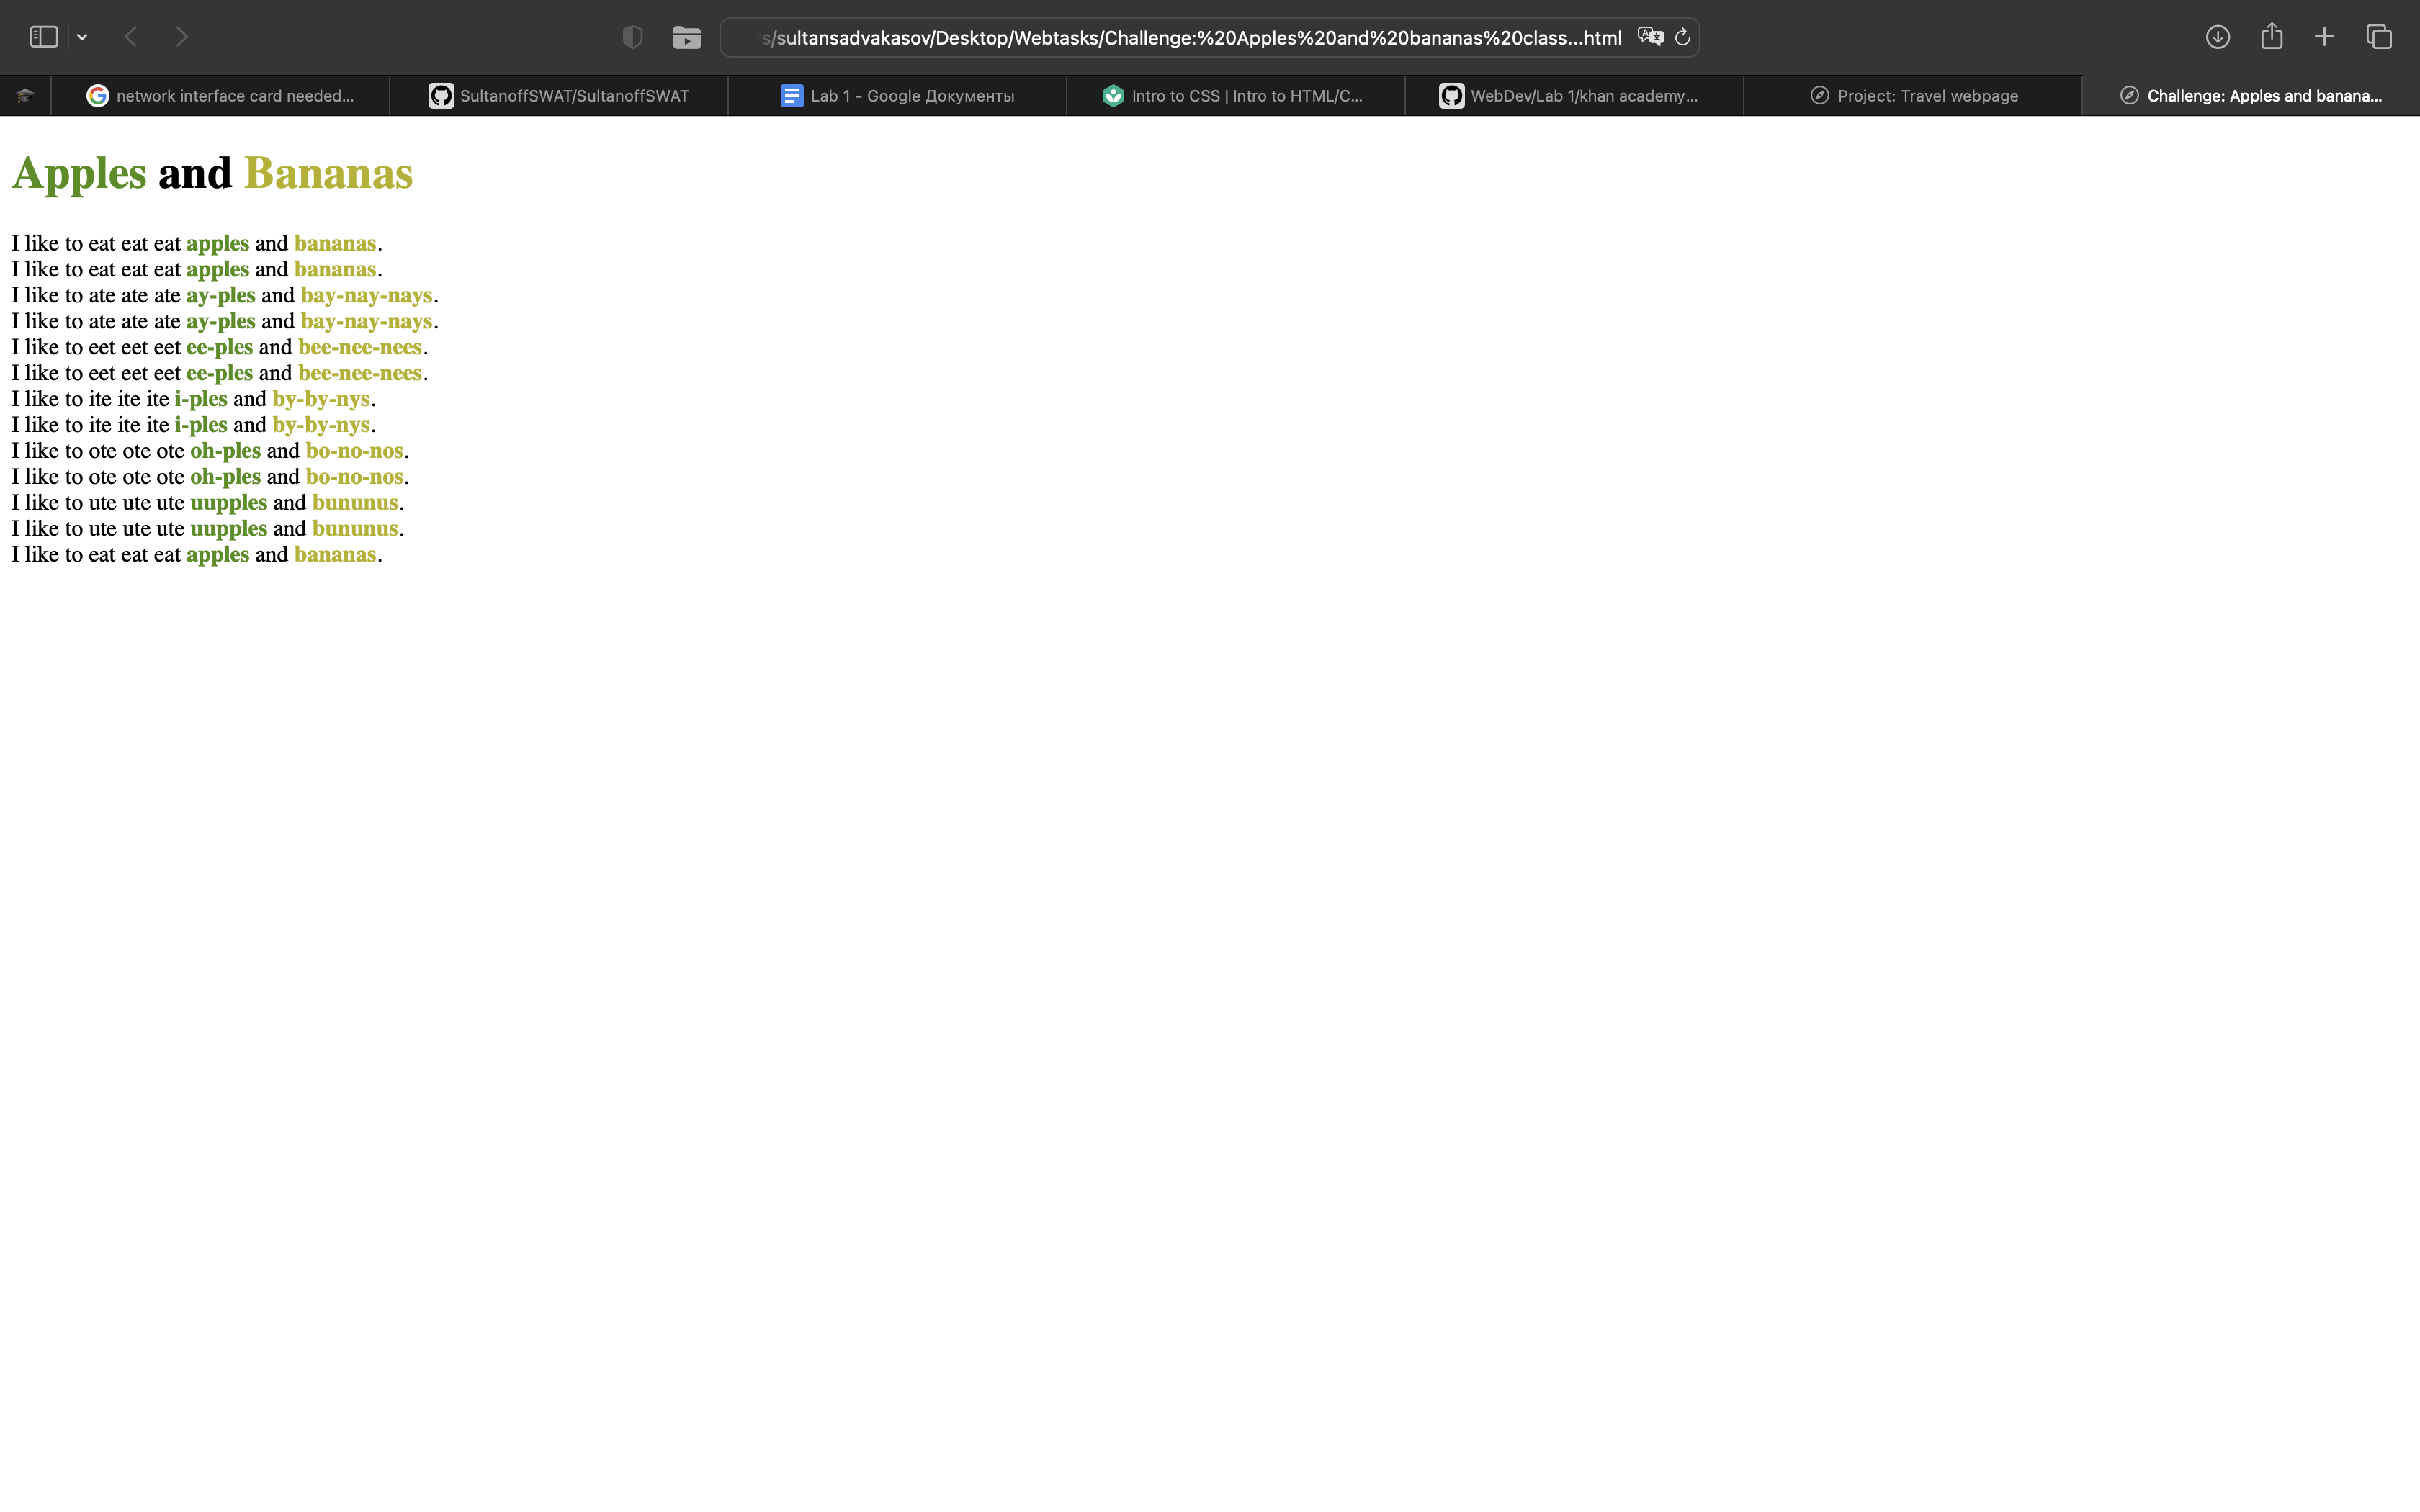 s/sultansadvakasov/Desktop/Webtasks/Challenge:%20Apples%20and%20bananas%20class...html
network interface card needed...
SultanoffSWAT/SultanoffSWAT
Lab 1 - Google Документы
Intro to CSS | Intro to HTML/C...
WebDev/Lab 1/khan academy...
Project: Travel webpage
Challenge: Apples and banana...
Apples and Bananas
I like to eat eat eat apples and bananas.
I like to eat eat eat apples and bananas.
I like to ate ate ate ay-ples and bay-nay-nays.
I like to ate ate ate ay-ples and bay-nay-nays.
I like to eet eet eet ee-ples and bee-nee-nees.
I like to eet eet eet ee-ples and bee-nee-nees.
I like to ite ite ite i-ples and by-by-nys.
I like to ite ite ite i-ples and by-by-nys.
I like to ote ote ote oh-ples and bo-no-nos.
I like to ote ote ote oh-ples and bo-no-nos.
I like to ute ute ute uupples and bununus.
I like to ute ute ute uupples and bununus.
I like to eat eat eat apples and bananas.